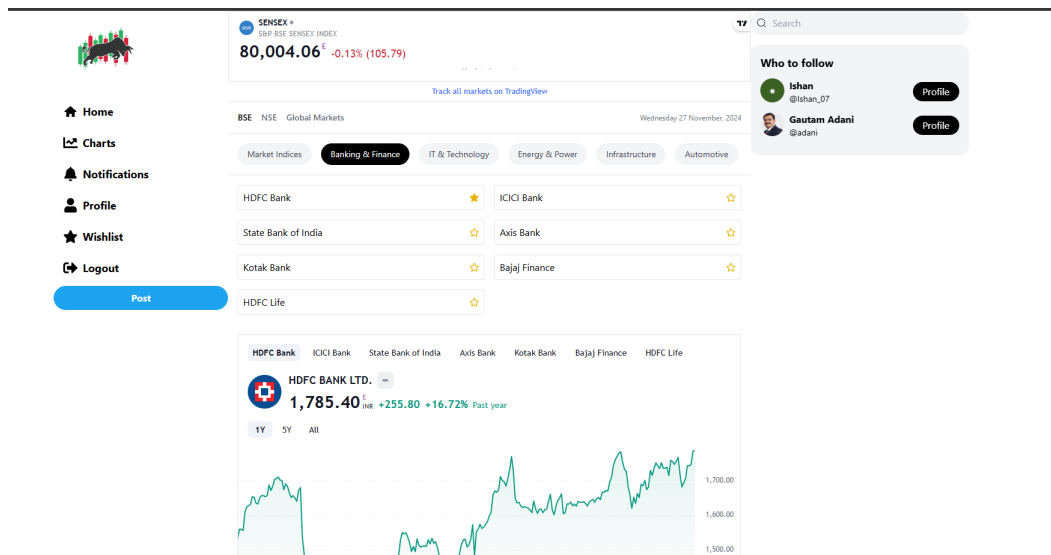 SENSEX
S&P BSE SENSEX INDEX
80,004.06 E -0.13% (105.79)
Track all markets on TradingView
BSE NSE Global Markets Wednesday 27 November, 2024
Market Indices Banking & Finance IT & Technology Energy & Power Infrastructure Automotive
HDFC Bank ICICI Bank
State Bank of India Axis Bank
Kotak Bank Bajaj Finance
HDFC Life
HDFC Bank ICICI Bank State Bank of India Axis Bank Kotak Bank Bajaj Finance HDFC Life
HDFC BANK LTD.
1,785.40 E INR +255.80 +16.72% Past year
1Y 5Y All
1,700.00
1,600.00
1,500.00
Home
Charts
Notifications
Profile
Wishlist
Logout
Post
Search
Who to follow
Ishan
@Ishan_07
Profile
Gautam Adani
@adani
Profile